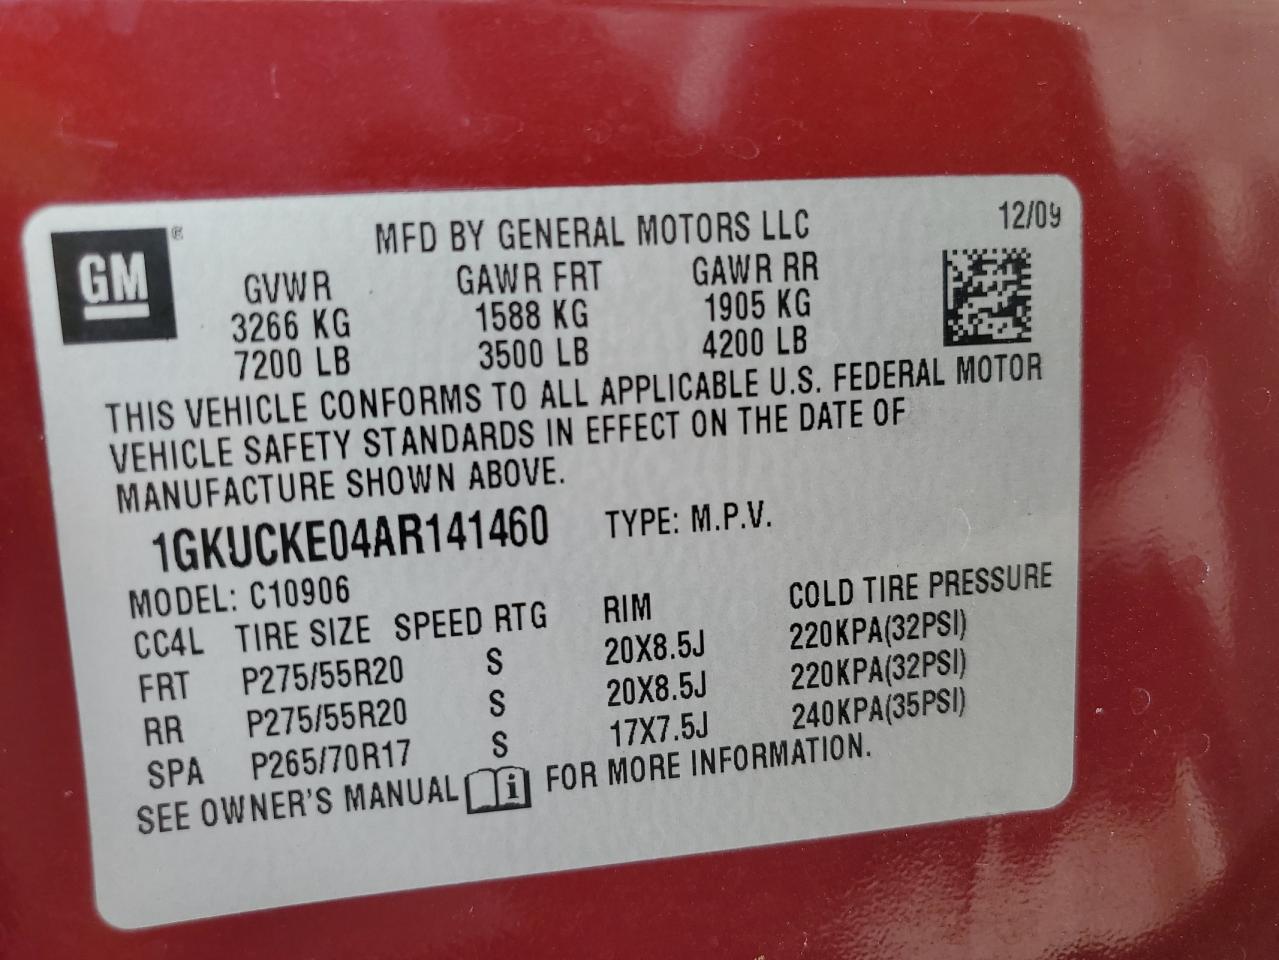 GM ®
MFD BY GENERAL MOTORS LLC 12/09
GVWR GAWR FRT GAWR RR
3266 KG 1588 KG 1905 KG
7200 LB 3500 LB 4200 LB
THIS VEHICLE CONFORMS TO ALL APPLICABLE U.S. FEDERAL MOTOR
VEHICLE SAFETY STANDARDS IN EFFECT ON THE DATE OF
MANUFACTURE SHOWN ABOVE.
1GKUCKE04AR141460 TYPE: M.P.V.
MODEL: C10906
CC4L TIRE SIZE SPEED RTG RIM COLD TIRE PRESSURE
FRT P275/55R20 S 20X8.5J 220KPA(32PSI)
RR P275/55R20 S 20X8.5J 220KPA(32PSI)
SPA P265/70R17 S 17X7.5J 240KPA(35PSI)
SEE OWNER'S MANUAL i FOR MORE INFORMATION.